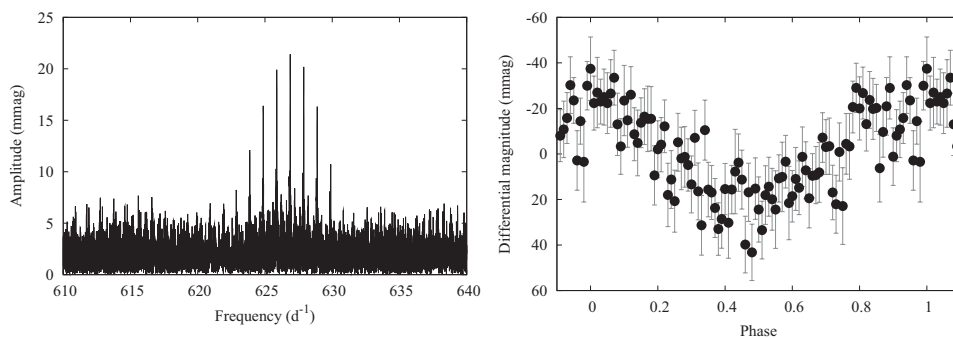 25
20
15
10
5
0
Amplitude (mmag)
610 615 620 625 630 635 640
Frequency (d⁻¹)
-60
-40
-20
0
20
40
60
Differential magnitude (mmag)
0 0.2 0.4 0.6 0.8 1
Phase